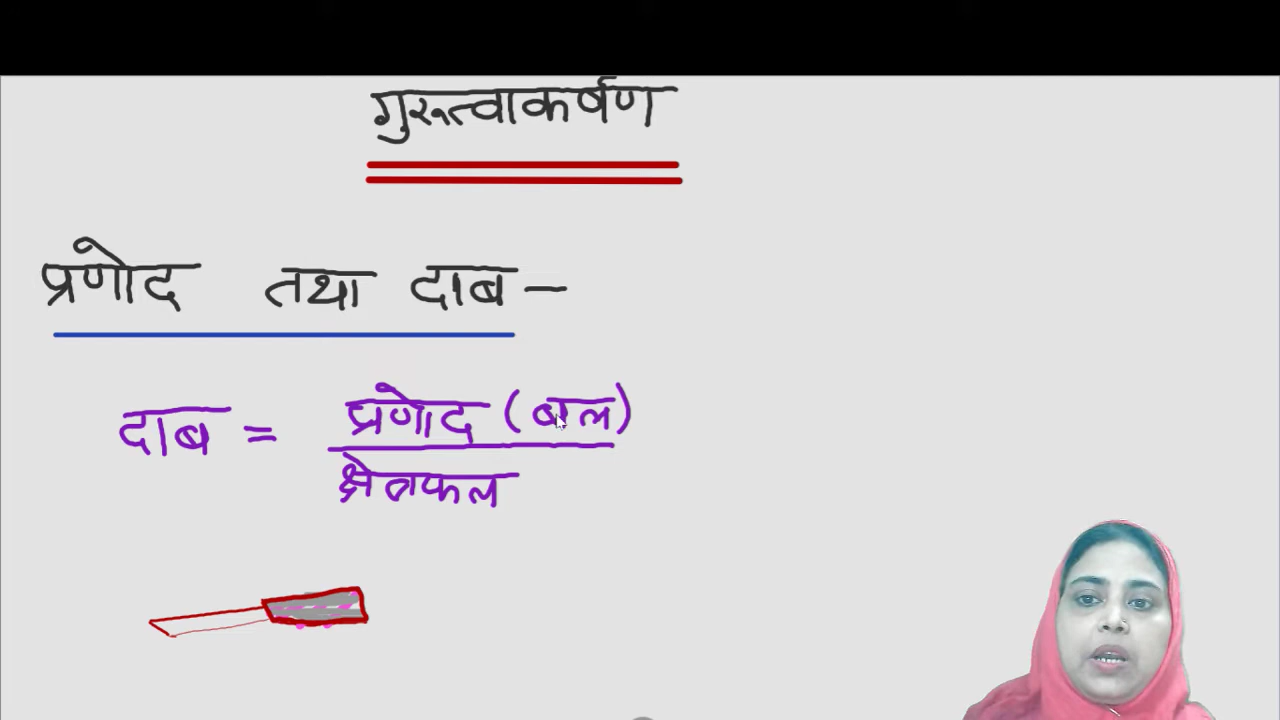 गुरुत्वाकर्षण
प्रणोद तथा दाब –
दाब = प्रणोद (बल)
क्षेत्रफल